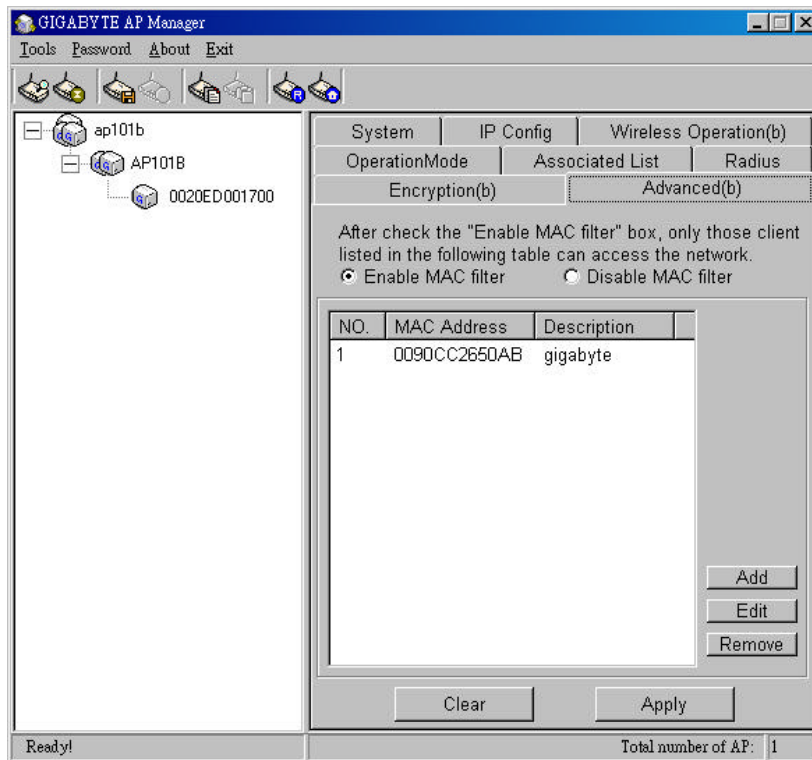 GIGABYTE AP Manager
Tools Password About Exit
ap101b
AP101B
0020ED001700
System IP Config Wireless Operation(b)
OperationMode Associated List Radius
Encryption(b) Advanced(b)
After check the "Enable MAC filter" box, only those client
listed in the following table can access the network.
Enable MAC filter Disable MAC filter
NO. MAC Address Description
1 0090CC2650AB gigabyte
Add
Edit
Remove
Clear Apply
Ready! Total number of AP: 1